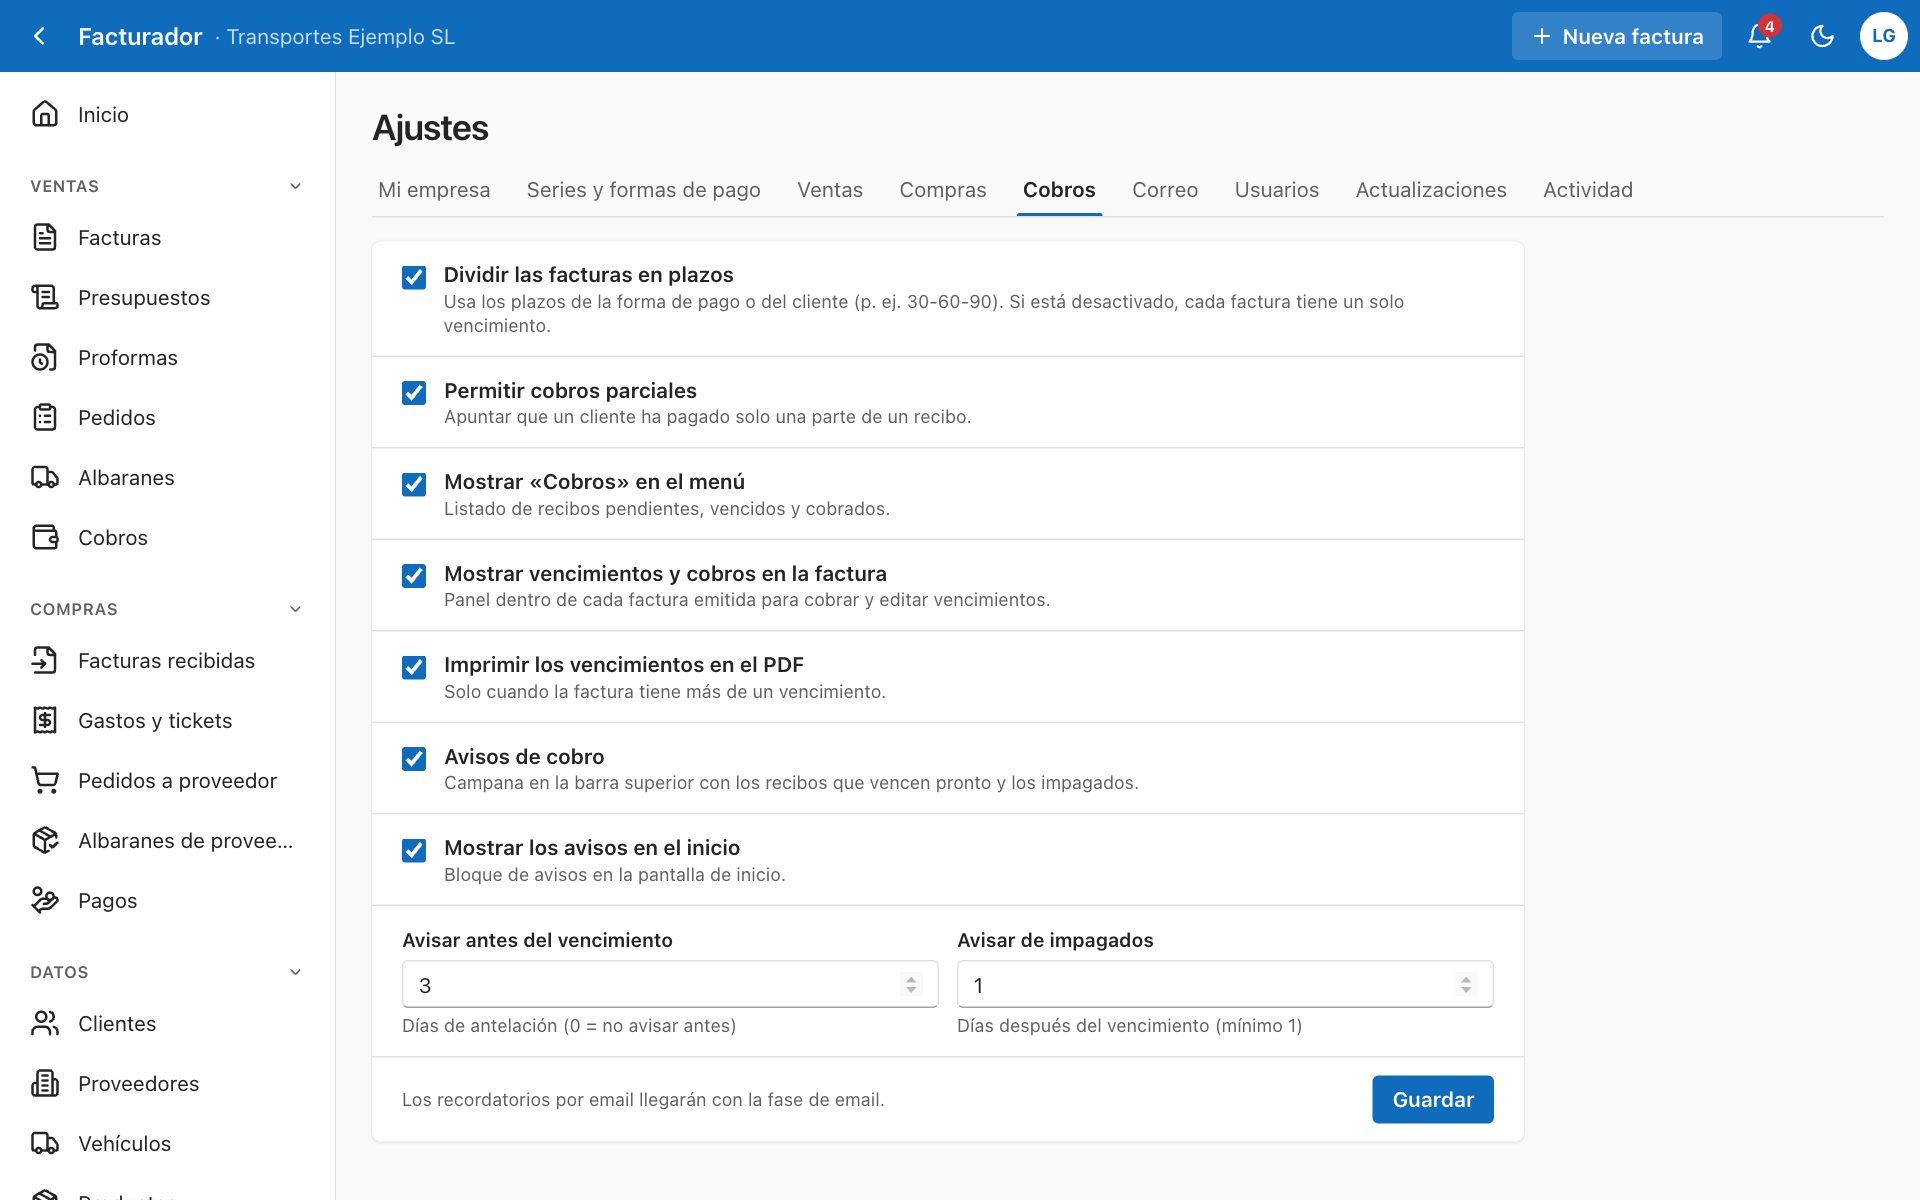 Facturador · Transportes Ejemplo SL
Nueva factura
4
LG
Inicio
VENTAS
Facturas
Presupuestos
Proformas
Pedidos
Albaranes
Cobros
COMPRAS
Facturas recibidas
Gastos y tickets
Pedidos a proveedor
Albaranes de provee...
Pagos
DATOS
Clientes
Proveedores
Vehículos
Ajustes
Mi empresa Series y formas de pago Ventas Compras Cobros Correo Usuarios Actualizaciones Actividad
Dividir las facturas en plazos
Usa los plazos de la forma de pago o del cliente (p. ej. 30-60-90). Si está desactivado, cada factura tiene un solo
vencimiento.
Permitir cobros parciales
Apuntar que un cliente ha pagado solo una parte de un recibo.
Mostrar «Cobros» en el menú
Listado de recibos pendientes, vencidos y cobrados.
Mostrar vencimientos y cobros en la factura
Panel dentro de cada factura emitida para cobrar y editar vencimientos.
Imprimir los vencimientos en el PDF
Solo cuando la factura tiene más de un vencimiento.
Avisos de cobro
Campana en la barra superior con los recibos que vencen pronto y los impagados.
Mostrar los avisos en el inicio
Bloque de avisos en la pantalla de inicio.
Avisar antes del vencimiento
3
Días de antelación (0 = no avisar antes)
Avisar de impagados
1
Días después del vencimiento (mínimo 1)
Los recordatorios por email llegarán con la fase de email.
Guardar